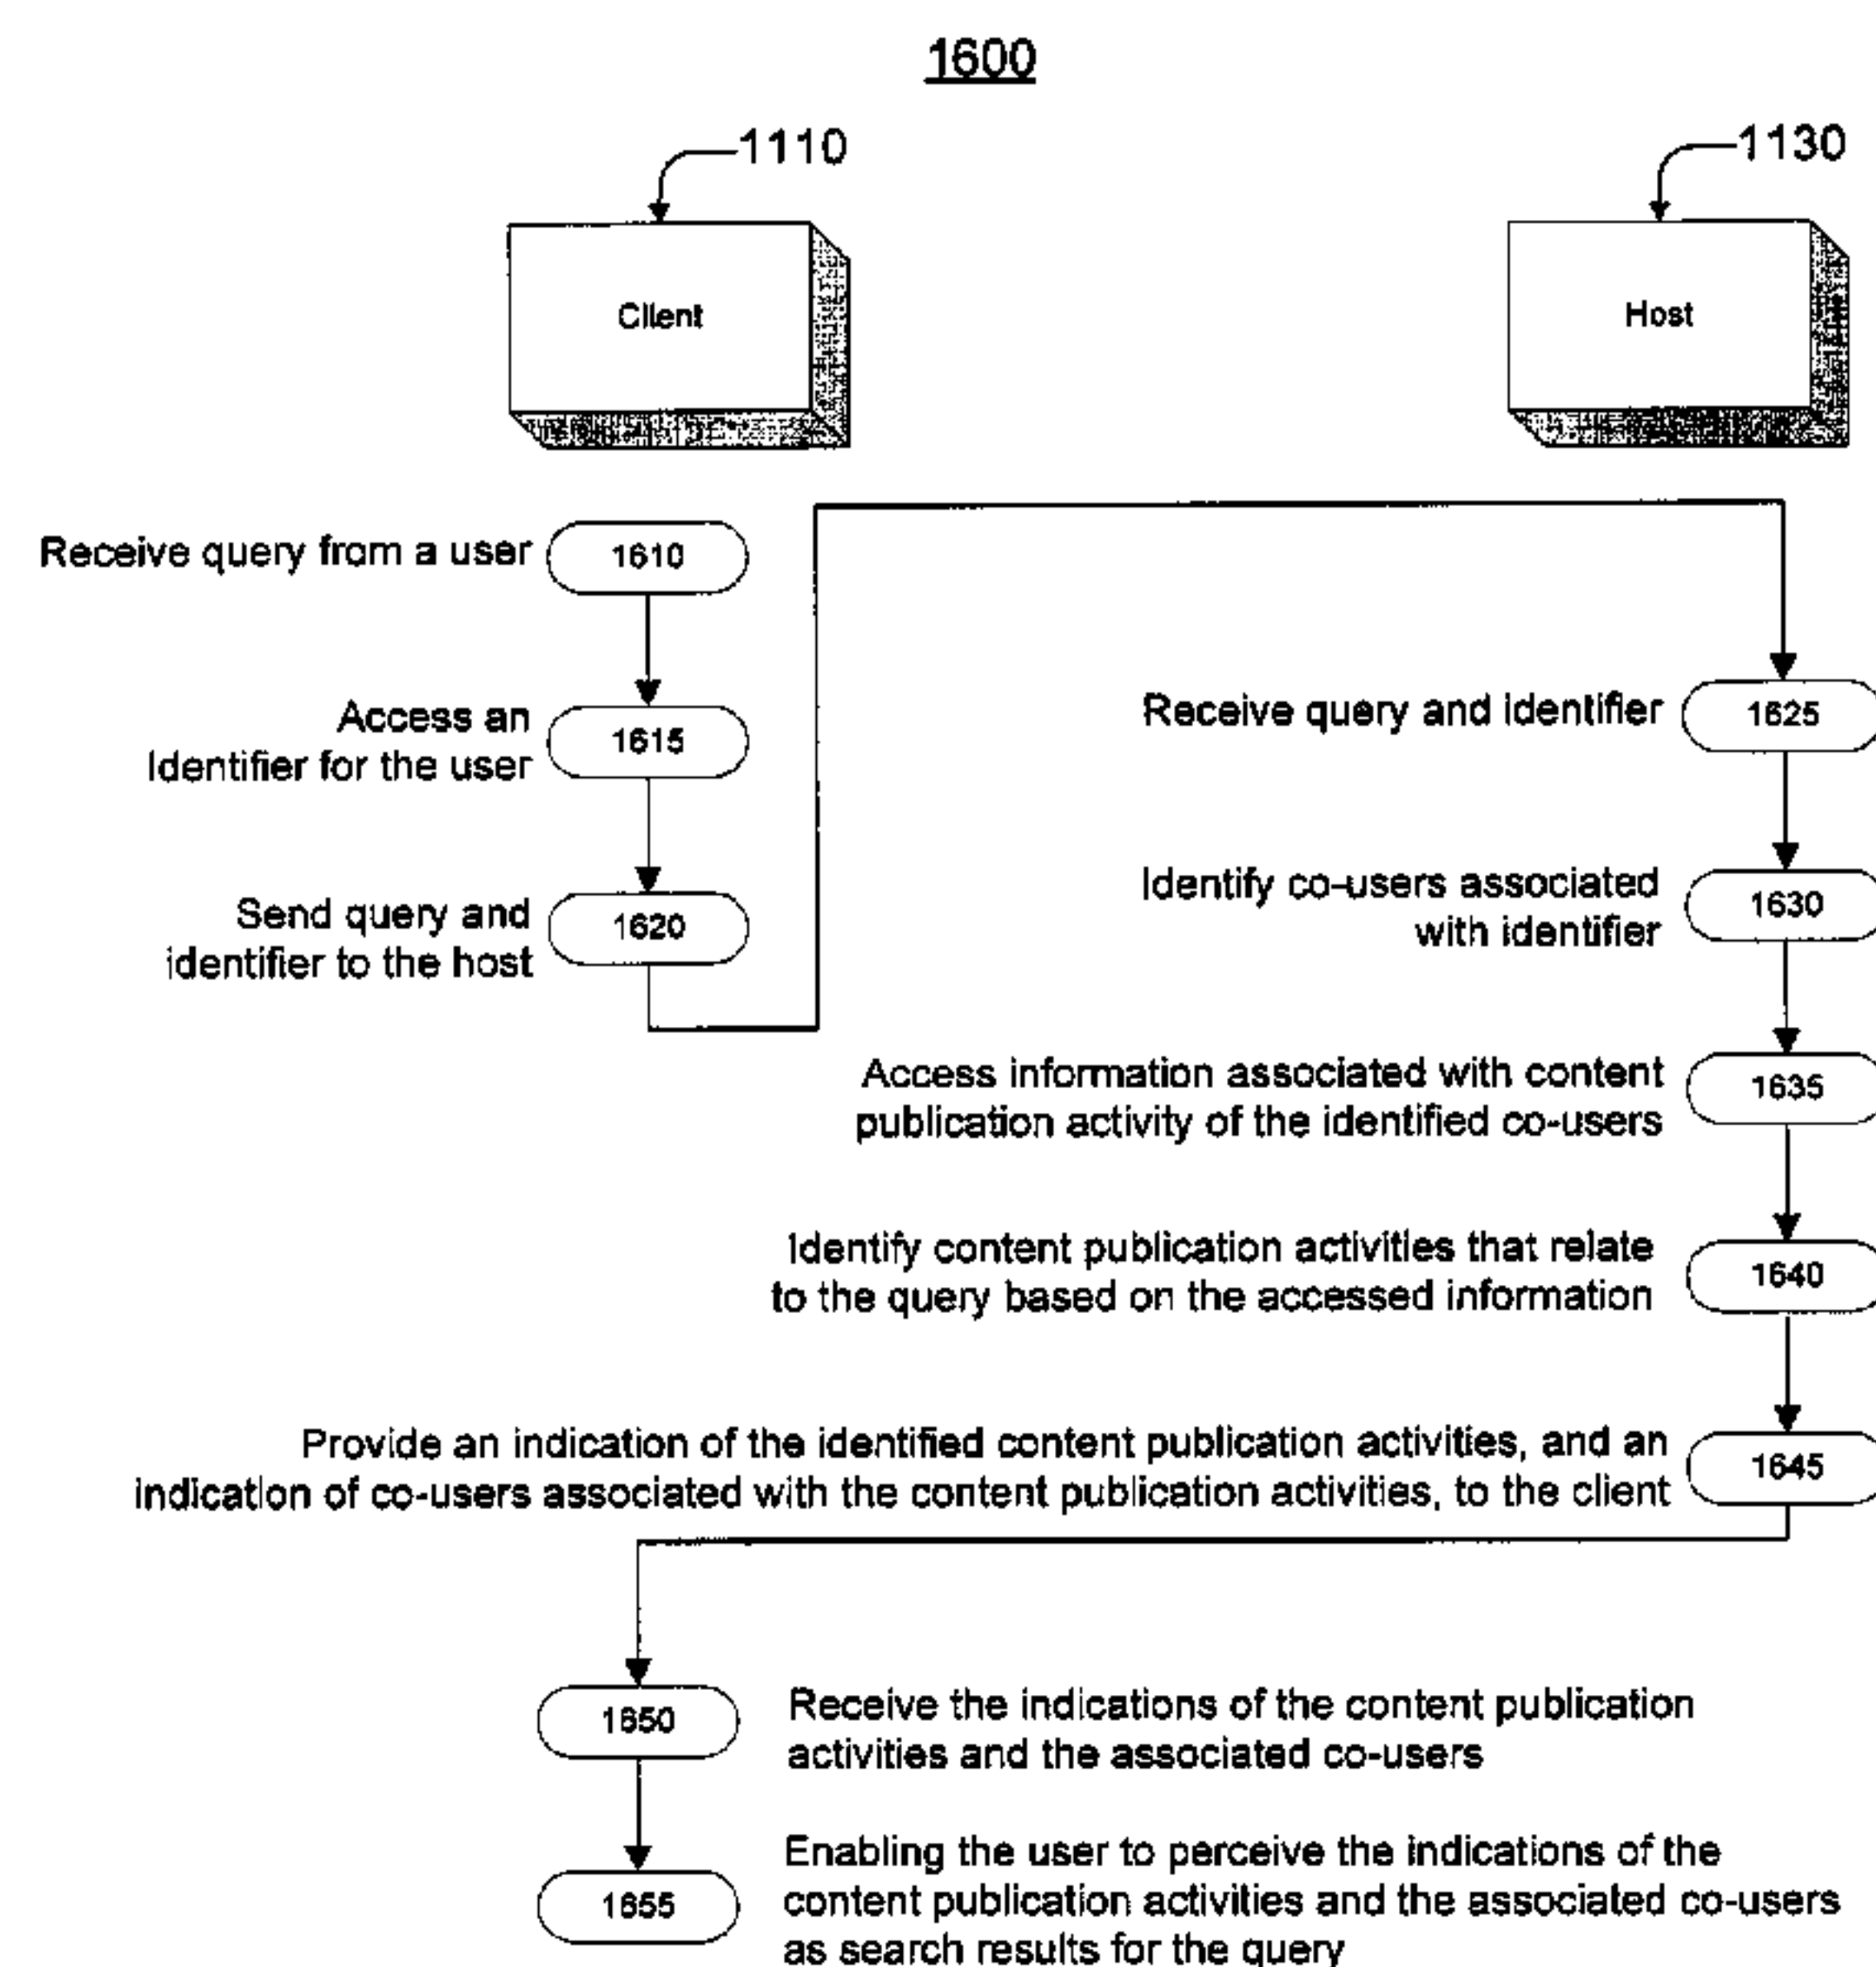 1600
1110
1130
Client
Host
Receive query from a user
1610
Access an
Identifier for the user
1615
Send query and
identifier to the host
1620
Receive query and identifier
1625
Identify co-users associated
with identifier
1630
Access information associated with content
publication activity of the identified co-users
1635
Identify content publication activities that relate
to the query based on the accessed information
1640
Provide an indication of the identified content publication activities, and an
indication of co-users associated with the content publication activities, to the client
1645
1650
Receive the indications of the content publication
activities and the associated co-users
1655
Enabling the user to perceive the indications of the
content publication activities and the associated co-users
as search results for the query